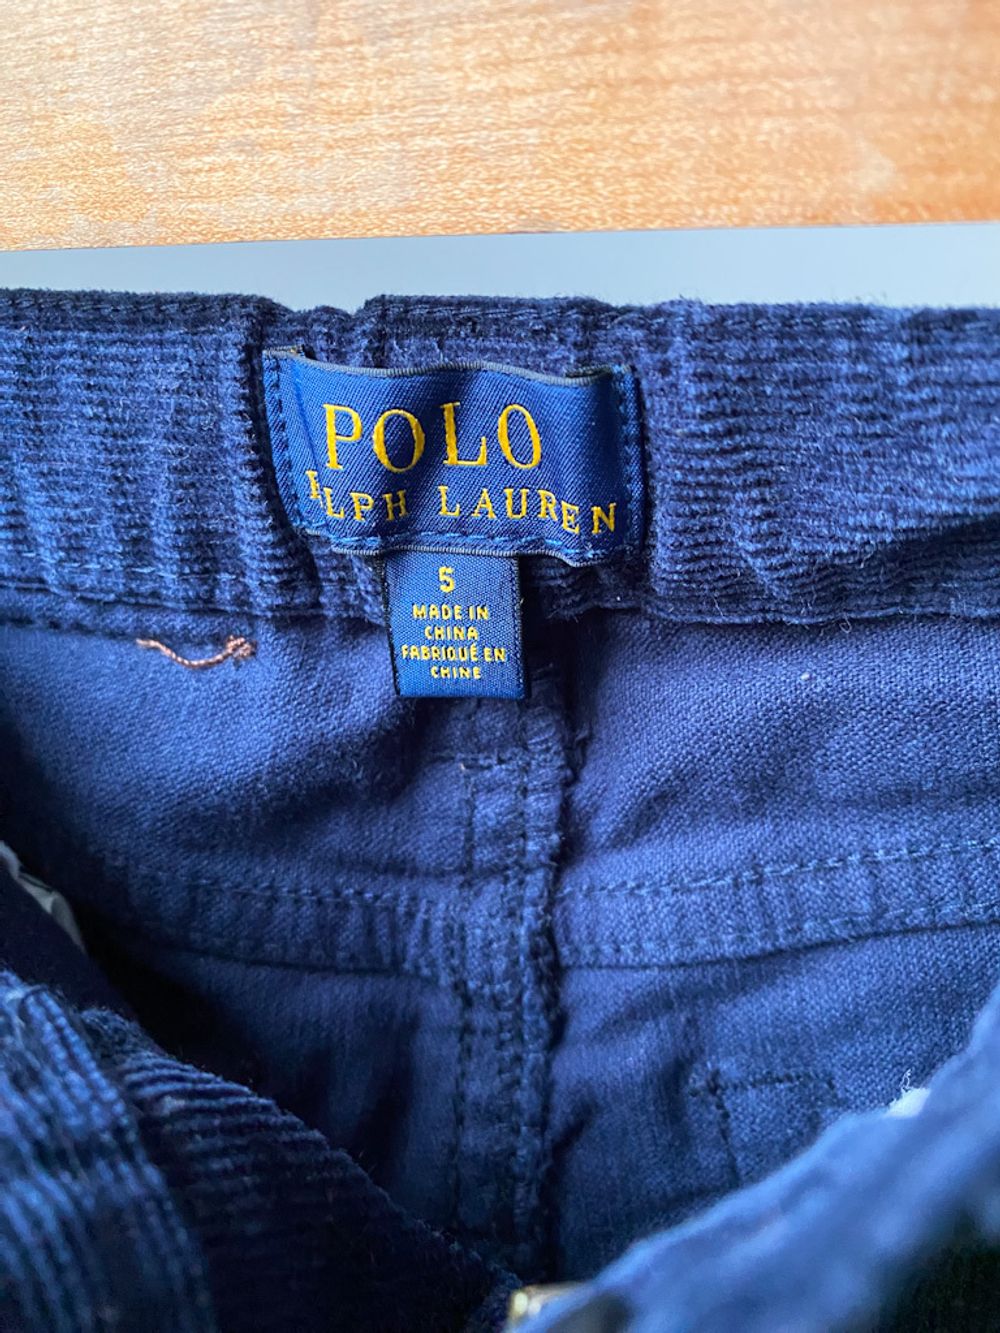 POLO
RALPH LAUREN
5
MADE IN
CHINA
FABRIQUÉ EN
CHINE